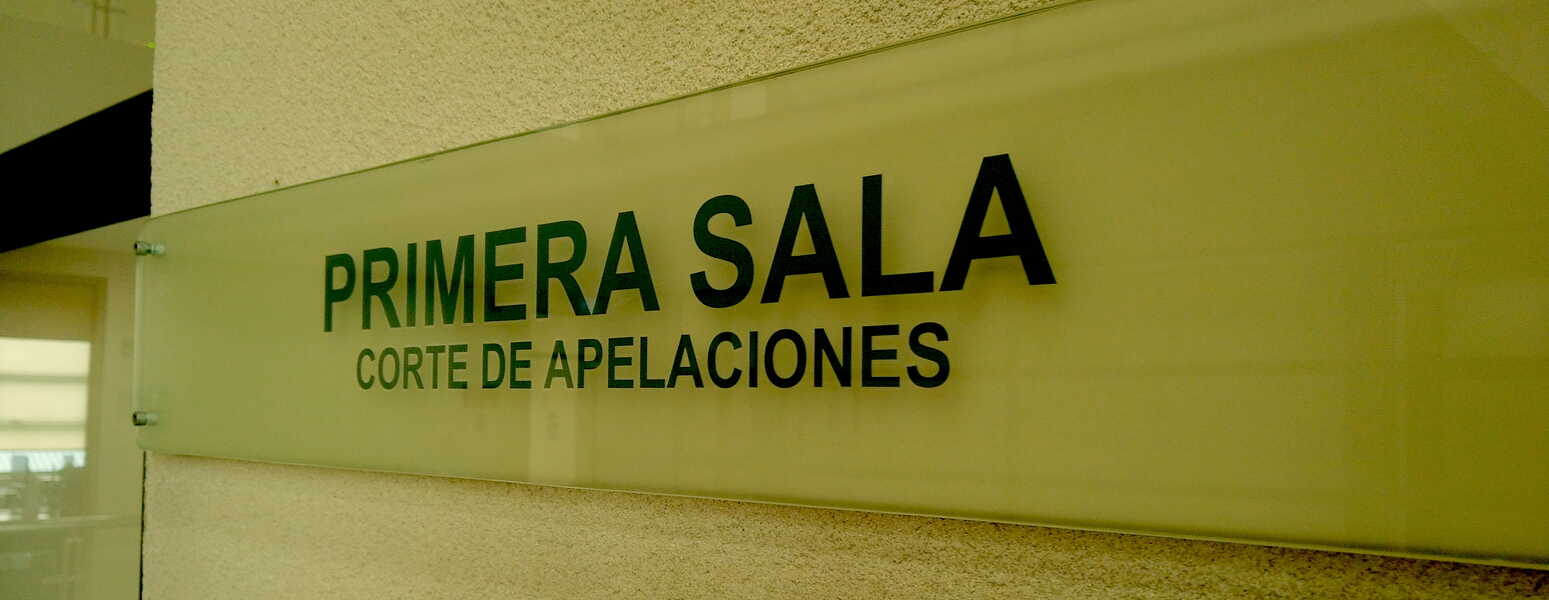 PRIMERA SALA
CORTE DE APELACIONES